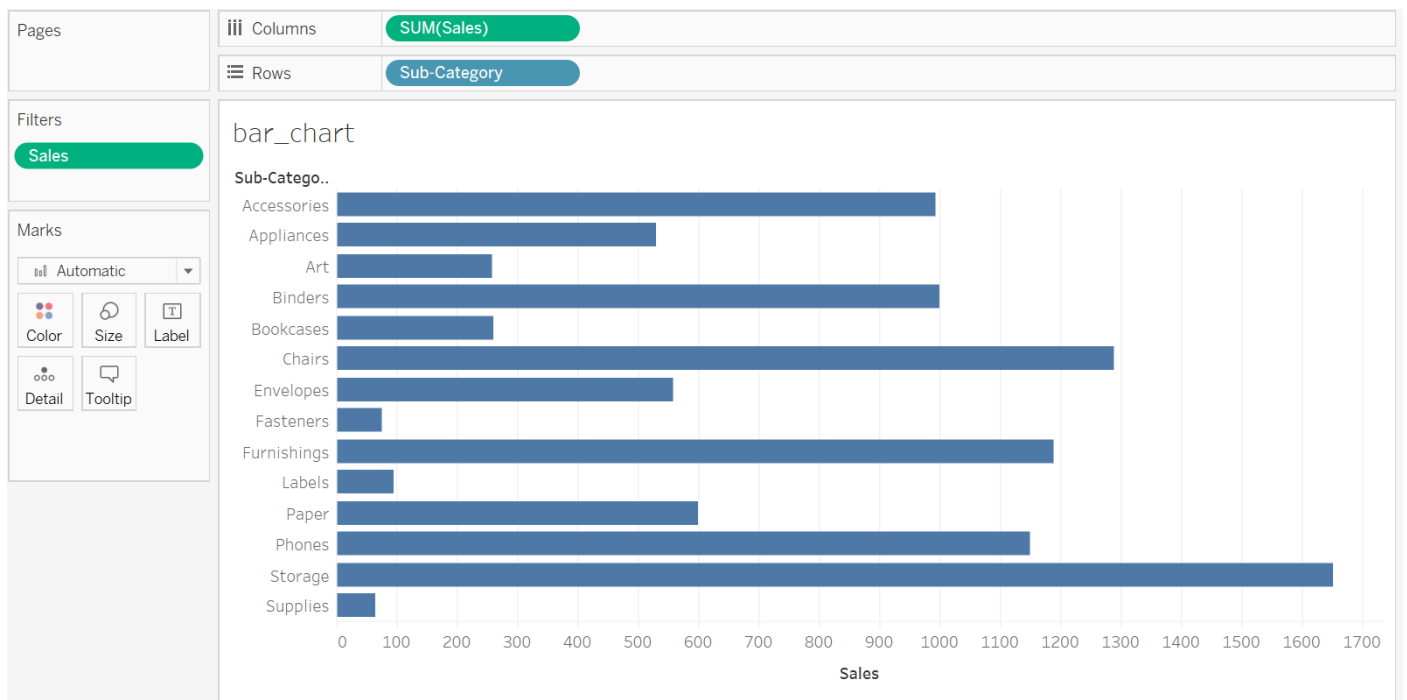 Pages
Columns
SUM(Sales)
Rows
Sub-Category
Filters
Sales
Marks
Automatic
Color
Size
T
Label
Detail
Tooltip
bar_chart
Sub-Catego..
Accessories
Appliances
Art
Binders
Bookcases
Chairs
Envelopes
Fasteners
Furnishings
Labels
Paper
Phones
Storage
Supplies
0 100 200 300 400 500 600 700 800 900 1000 1100 1200 1300 1400 1500 1600 1700
Sales